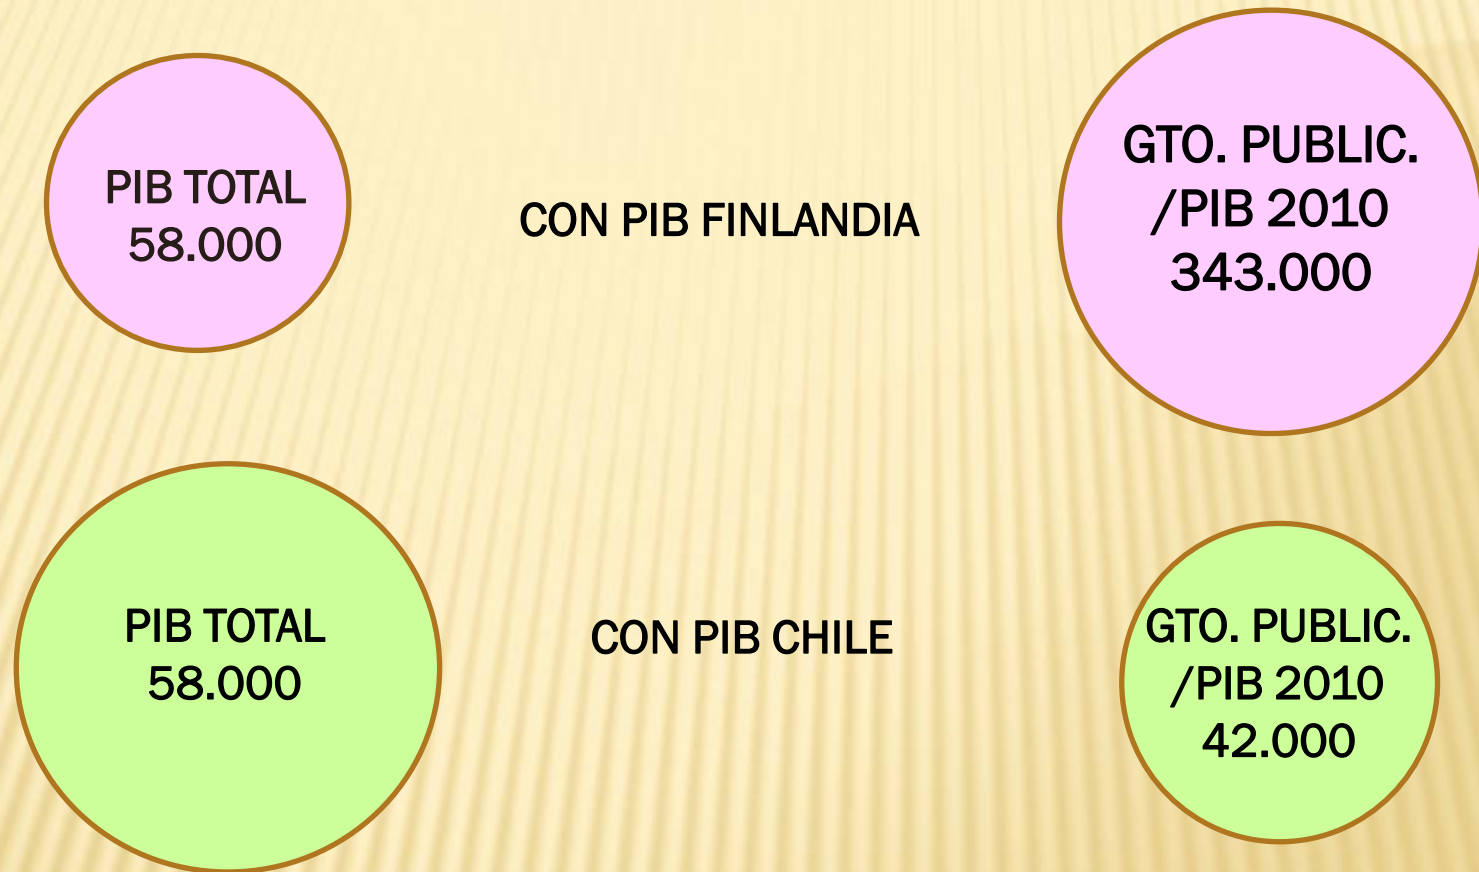 PIB TOTAL
58.000
CON PIB FINLANDIA
GTO. PUBLIC.
/PIB 2010
343.000
PIB TOTAL
58.000
CON PIB CHILE
GTO. PUBLIC.
/PIB 2010
42.000